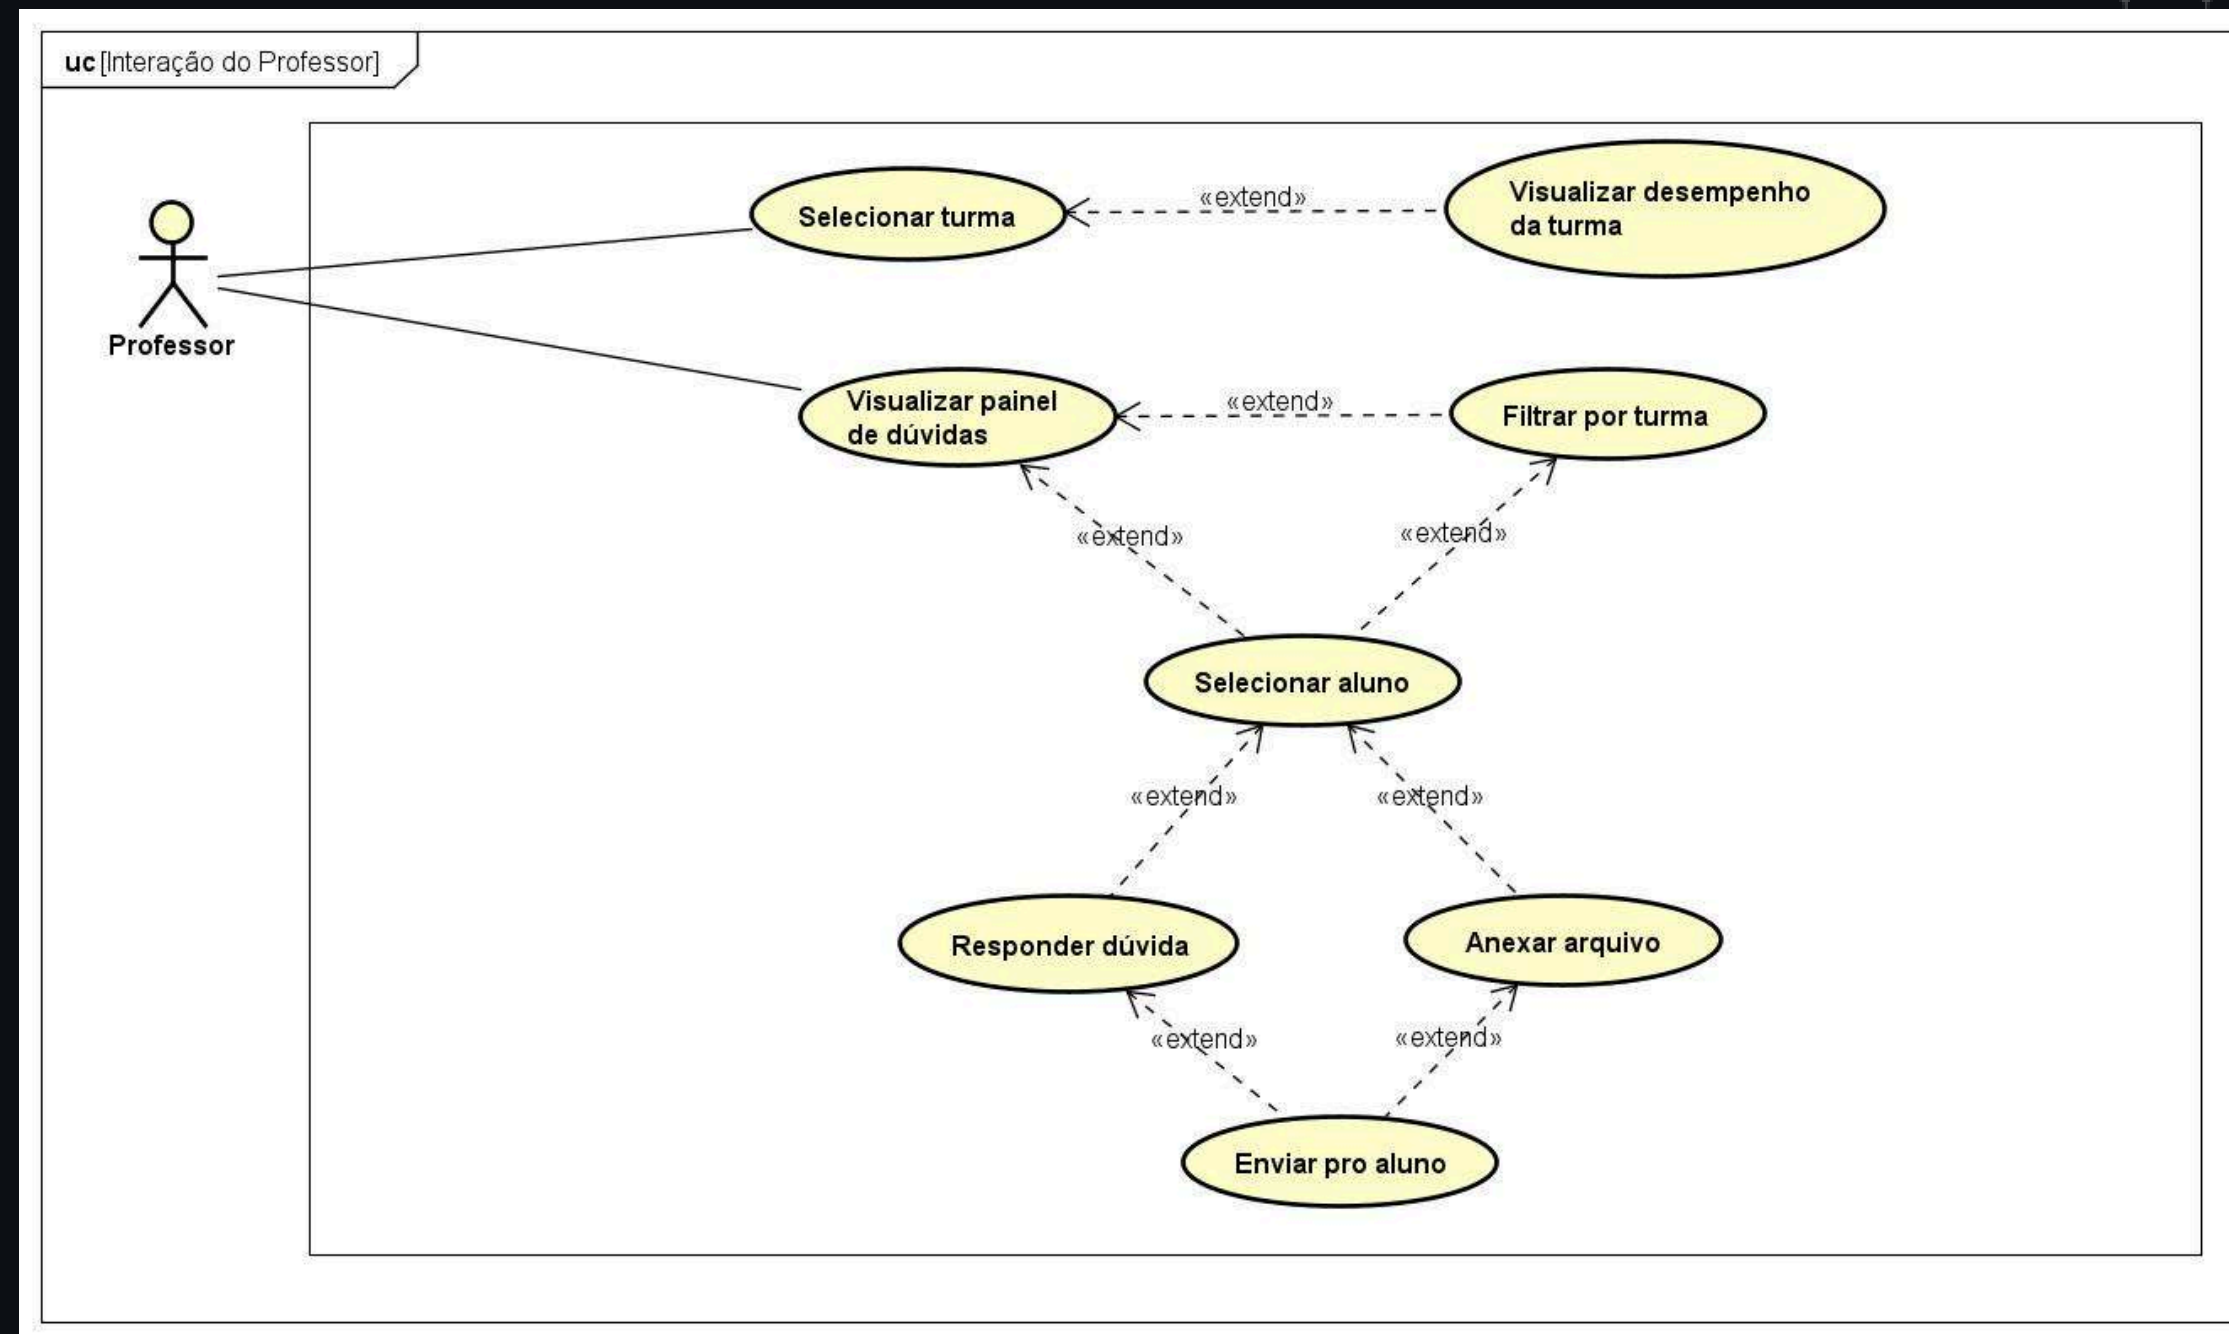 uc [Interação do Professor]
Selecionar turma
«extend»
Visualizar desempenho
da turma
Professor
Visualizar painel
de dúvidas
«extend»
Filtrar por turma
«extend»
«extend»
Selecionar aluno
«extend»
«extend»
Responder dúvida
Anexar arquivo
«extend»
«extend»
Enviar pro aluno